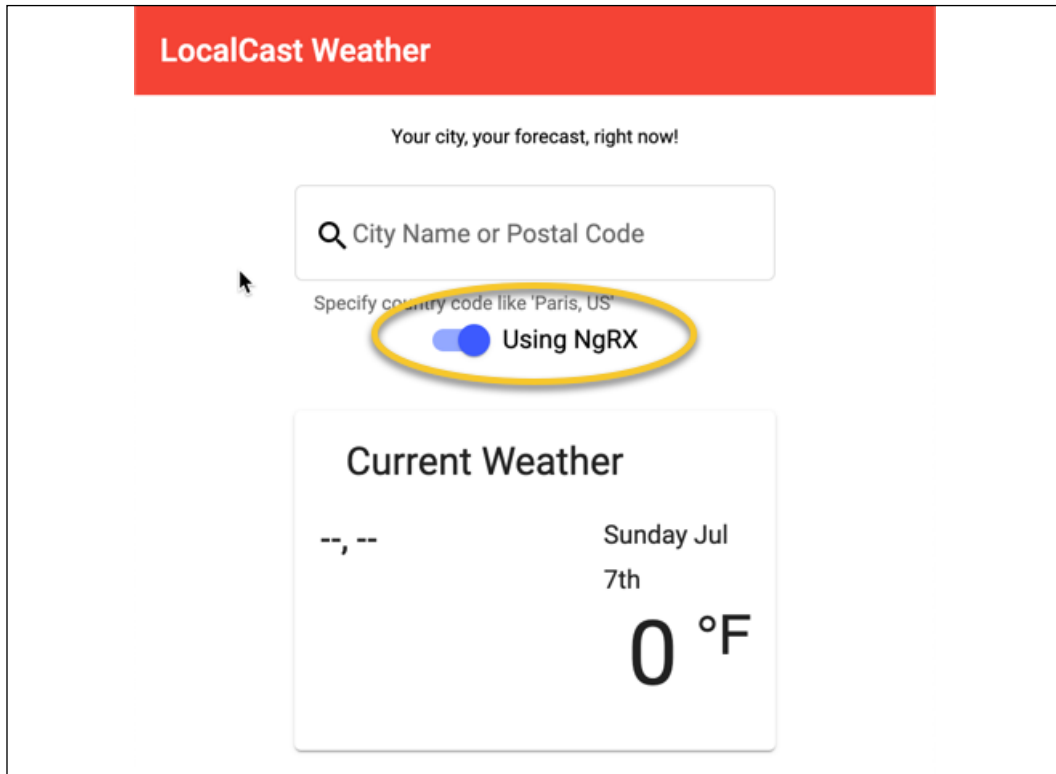 LocalCast Weather
Your city, your forecast, right now!
City Name or Postal Code
Specify country code like 'Paris, US'
Using NgRX
Current Weather
--, --
Sunday Jul
7th
0 °F